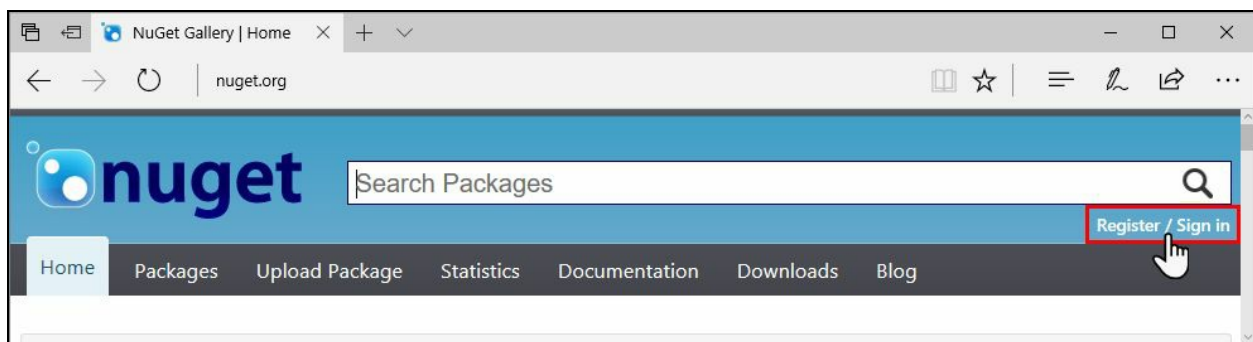 NuGet Gallery | Home
nuget.org
nuget
Search Packages
Register / Sign in
Home Packages Upload Package Statistics Documentation Downloads Blog